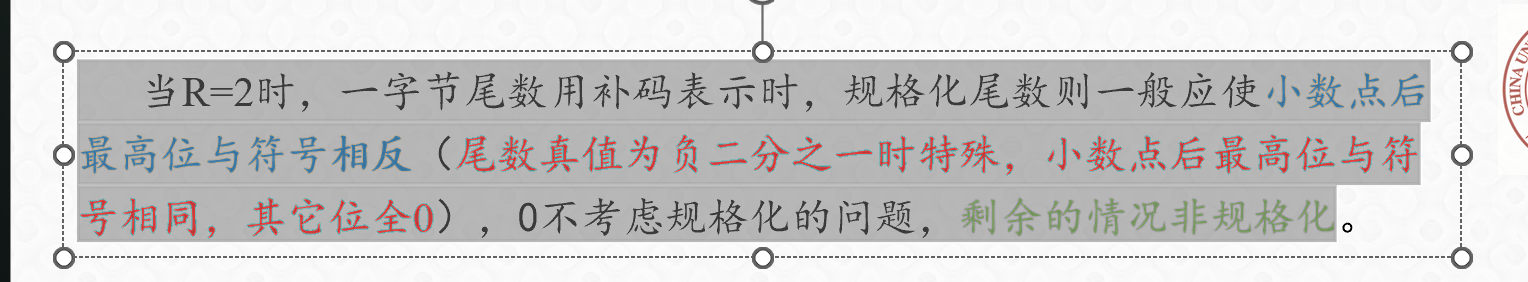 当R=2时，一字节尾数用补码表示时，规格化尾数则一般应使小数点后
最高位与符号相反（尾数真值为负二分之一时特殊，小数点后最高位与符
号相同，其它位全0），0不考虑规格化的问题，剩余的情况非规格化。
CHINA UN